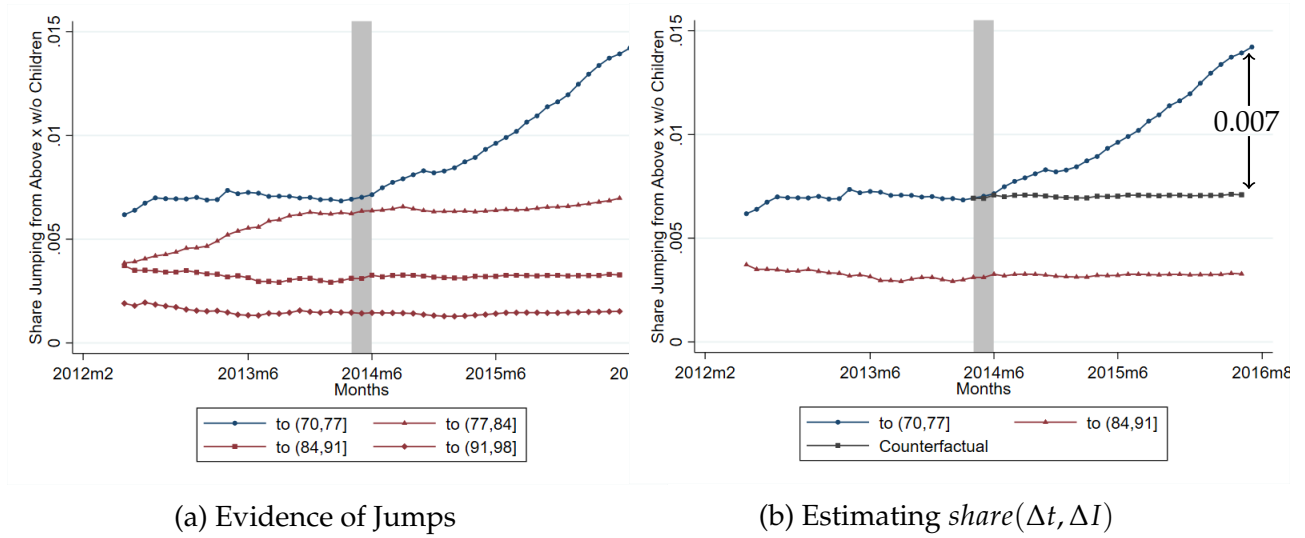 Share Jumping from Above x w/o Children
.015
.01
.005
0
2012m2
2013m6
2014m6
2015m6
20
Months
to (70,77]
to (77,84]
to (84,91]
to (91,98]
(a) Evidence of Jumps
Share Jumping from Above x w/o Children
.015
.01
.005
0
0.007
2012m2
2013m6
2014m6
2015m6
2016m8
Months
to (70,77]
to (84,91]
Counterfactual
(b) Estimating share(Δt, ΔI)